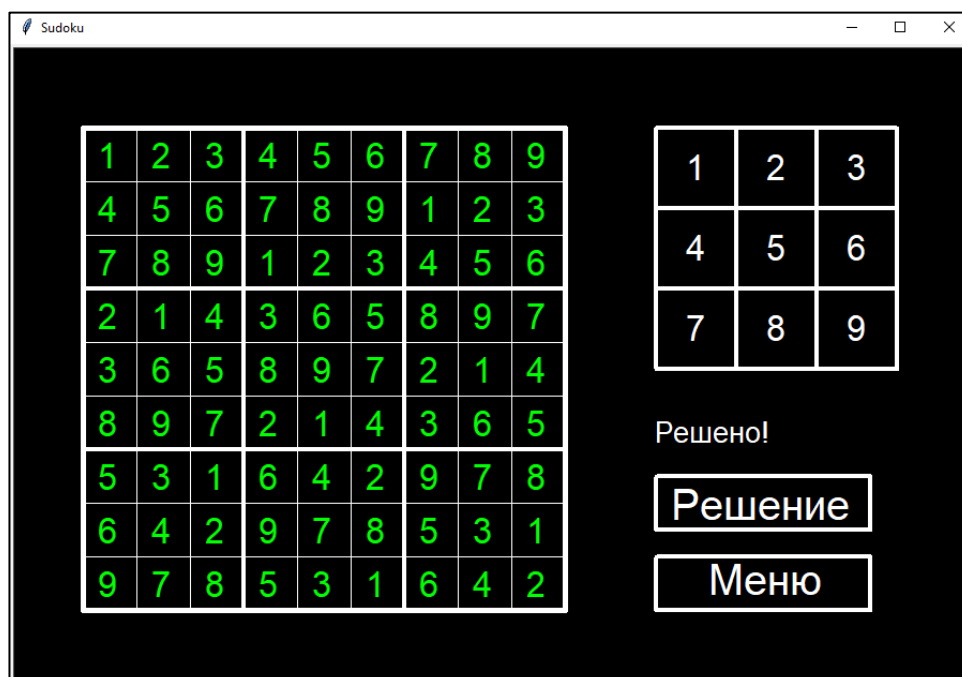 Sudoku
1 2 3 4 5 6 7 8 9
4 5 6 7 8 9 1 2 3
7 8 9 1 2 3 4 5 6
2 1 4 3 6 5 8 9 7
3 6 5 8 9 7 2 1 4
8 9 7 2 1 4 3 6 5
5 3 1 6 4 2 9 7 8
6 4 2 9 7 8 5 3 1
9 7 8 5 3 1 6 4 2
1 2 3
4 5 6
7 8 9
Решено!
Решение
Меню